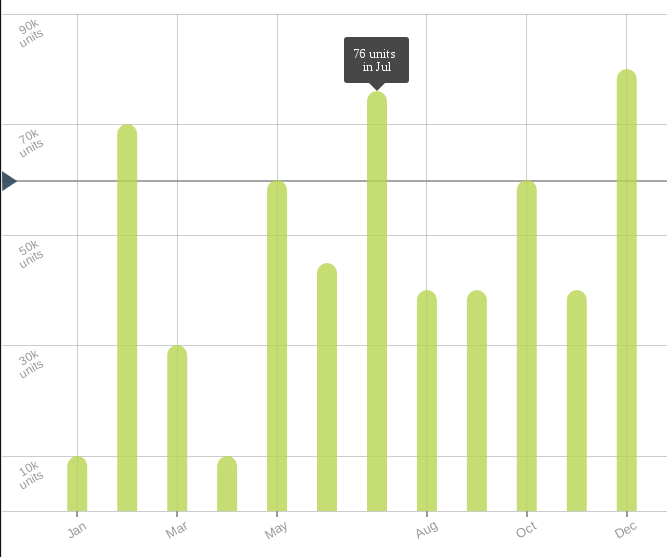 90k
units
76 units
in Jul
70k
units
50k
units
30k
units
10k
units
Jan
Mar
May
Aug
Oct
Dec